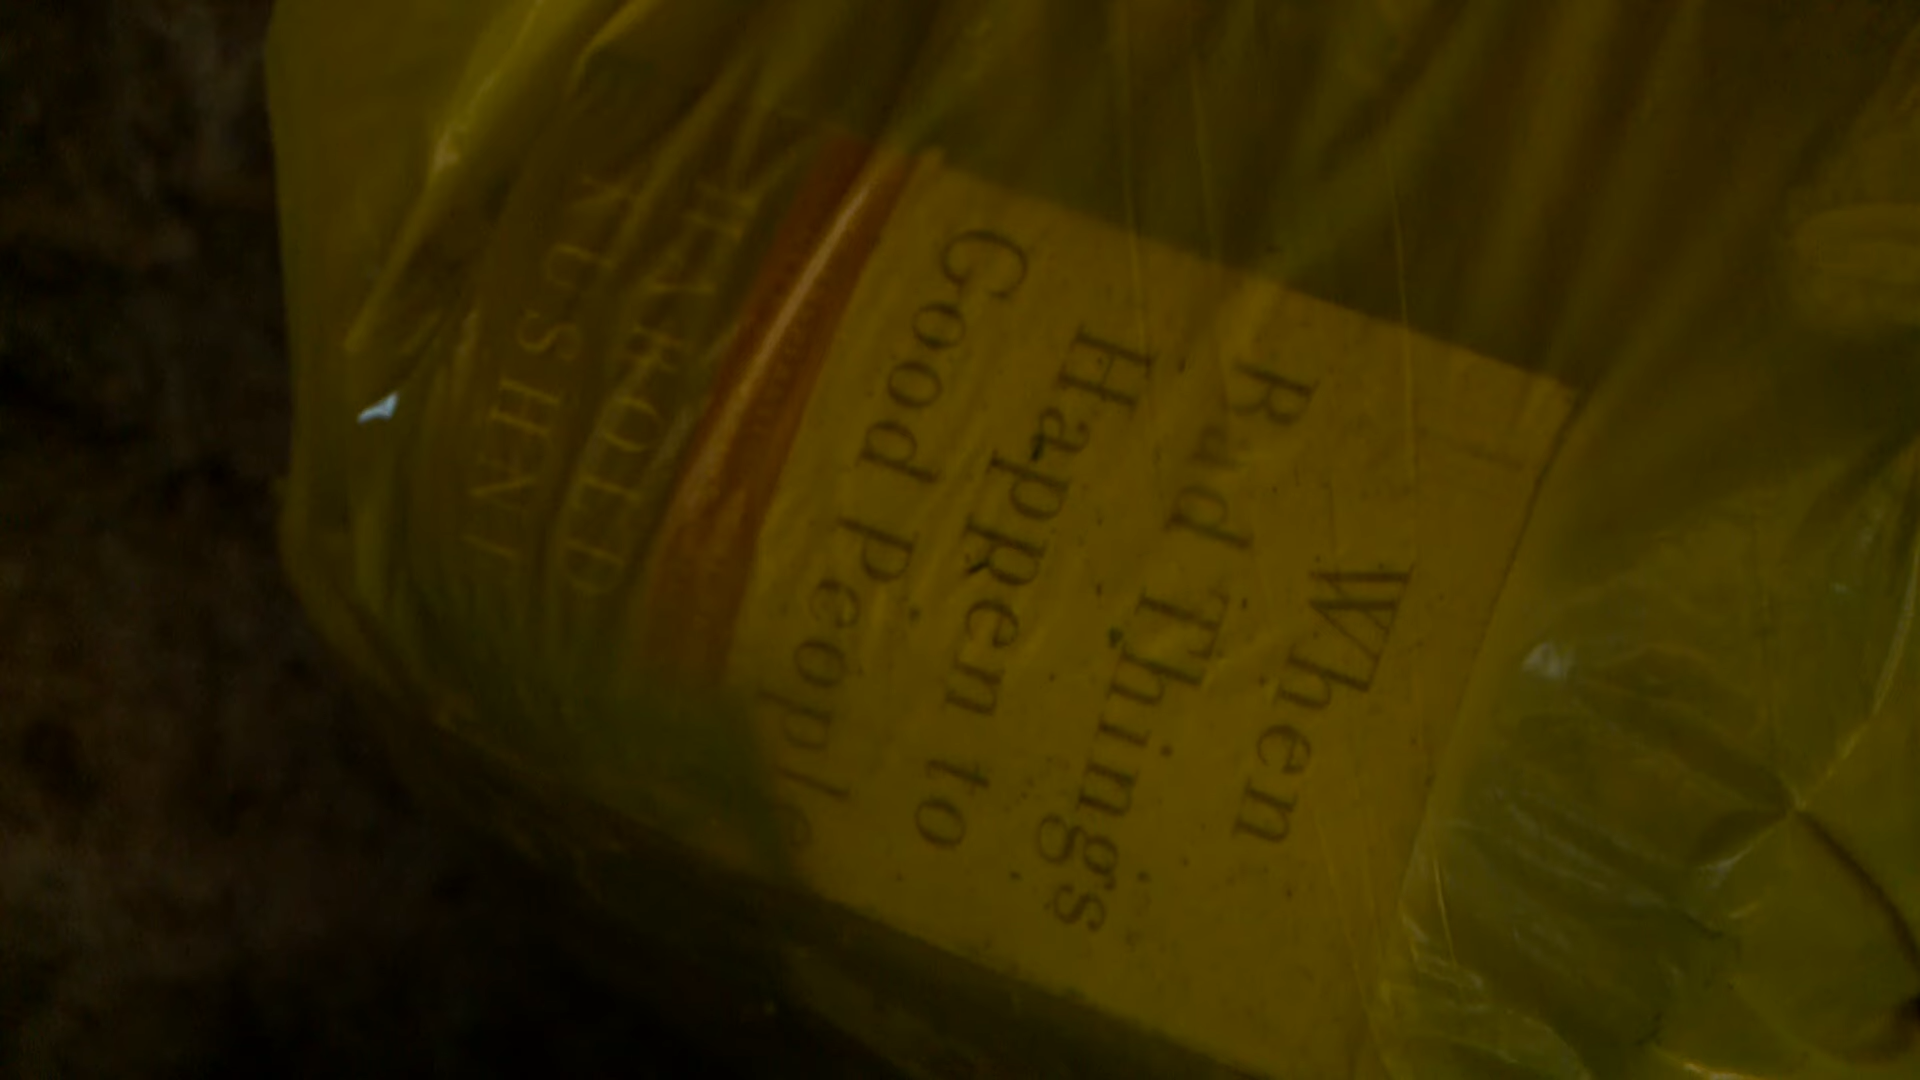 When
Bad Things
Happen to
Good People
HAROLD
KUSHNER